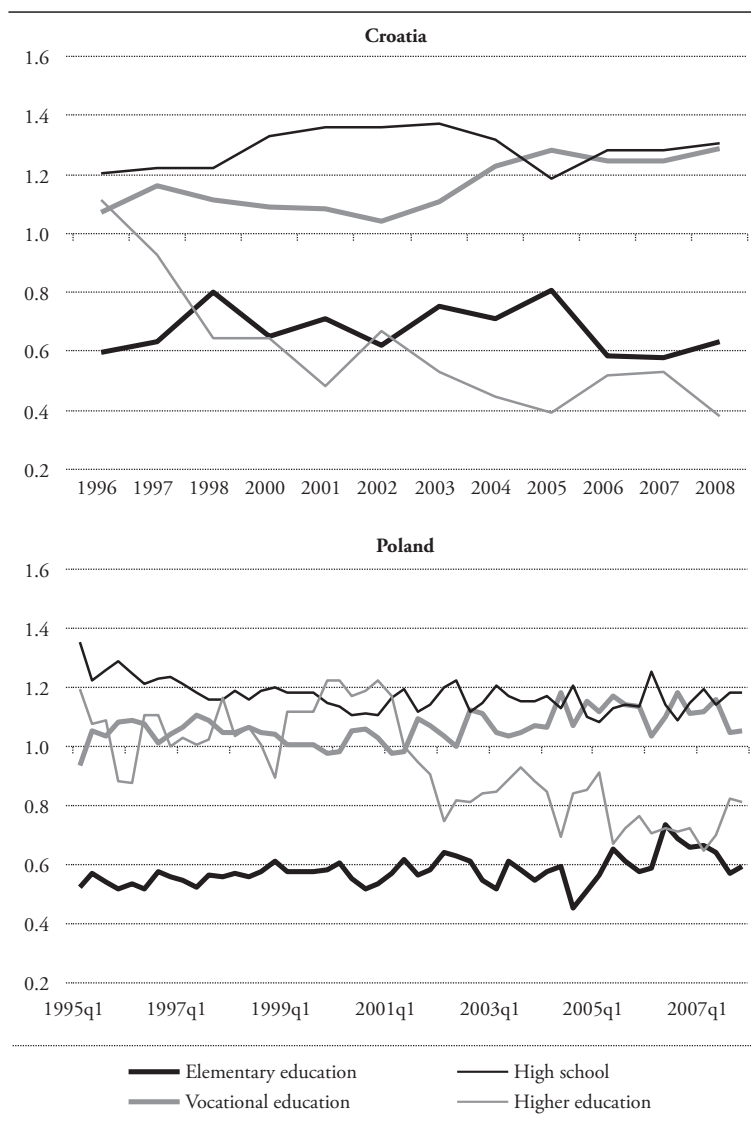 Croatia
1.6
1.4
1.2
1.0
0.8
0.6
0.4
0.2
1996 1997 1998 2000 2001 2002 2003 2004 2005 2006 2007 2008
Poland
1.6
1.4
1.2
1.0
0.8
0.6
0.4
0.2
1995q1 1997q1 1999q1 2001q1 2003q1 2005q1 2007q1
Elementary education High school
Vocational education Higher education